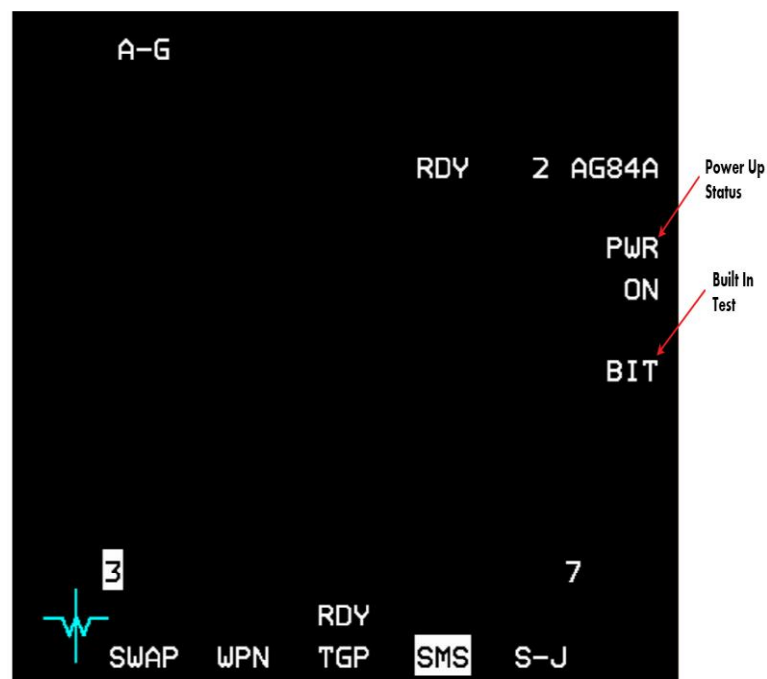 A-G
RDY 2 AG84A
Power Up
Status
PWR
ON
Built In
Test
BIT
3 7
RDY
SWAP WPN TGP SMS S-J